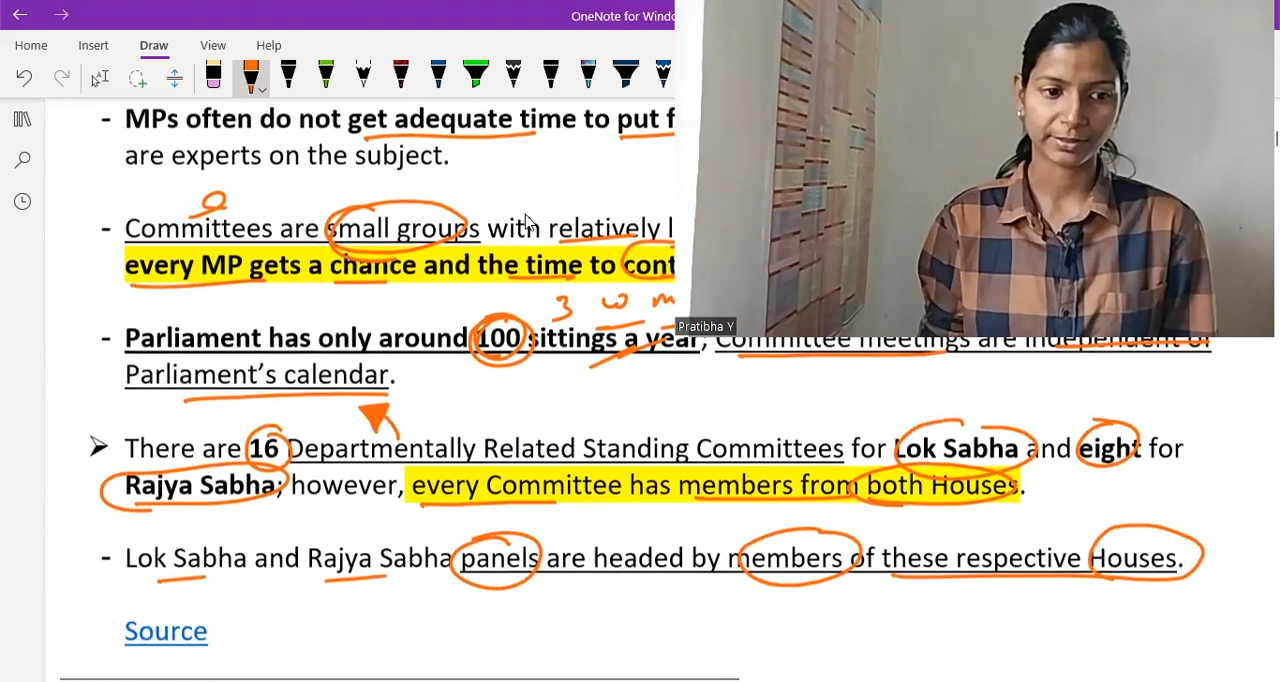 OneNote for Windo
Home Insert Draw View Help
- MPs often do not get adequate time to put f
are experts on the subject.
- Committees are small groups with relatively l
every MP gets a chance and the time to cont
3 w m
Pratibha Y
- Parliament has only around 100 sittings a year; Committee meetings are independent of
Parliament's calendar.
➢ There are 16 Departmentally Related Standing Committees for Lok Sabha and eight for
Rajya Sabha; however, every Committee has members from both Houses.
- Lok Sabha and Rajya Sabha panels are headed by members of these respective Houses.
Source